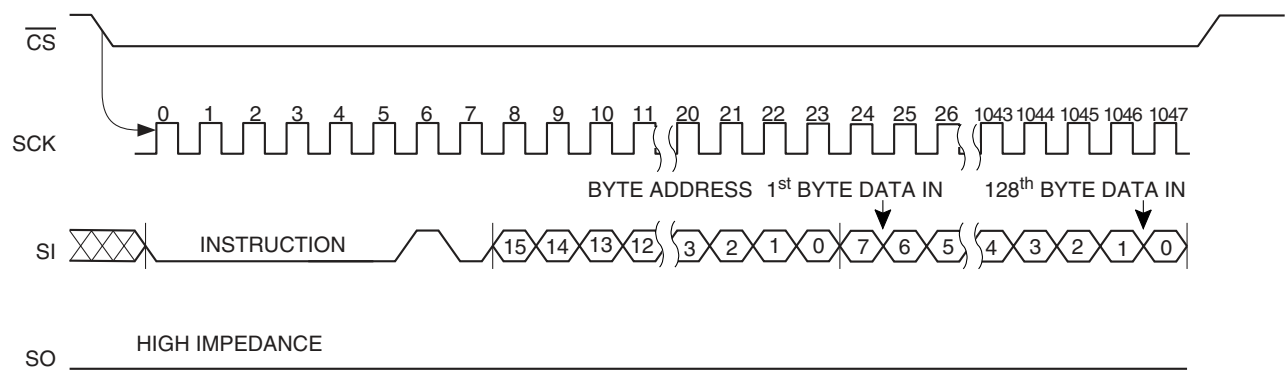 CS
0 1 2 3 4 5 6 7 8 9 10 11 20 21 22 23 24 25 26 1043 1044 1045 1046 1047
SCK
BYTE ADDRESS 1st BYTE DATA IN 128th BYTE DATA IN
SI INSTRUCTION 15 14 13 12 3 2 1 0 7 6 5 4 3 2 1 0
HIGH IMPEDANCE
SO